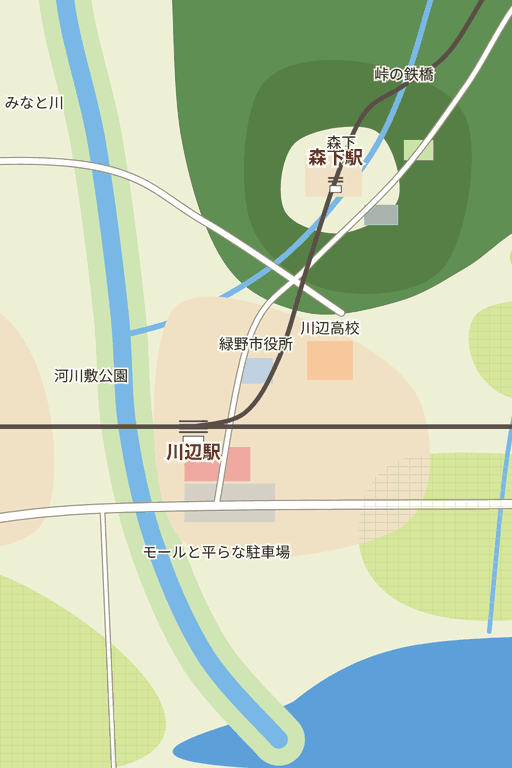 峠の鉄橋
みなと川
森下
森下駅
川辺高校
緑野市役所
河川敷公園
川辺駅
モールと平らな駐車場